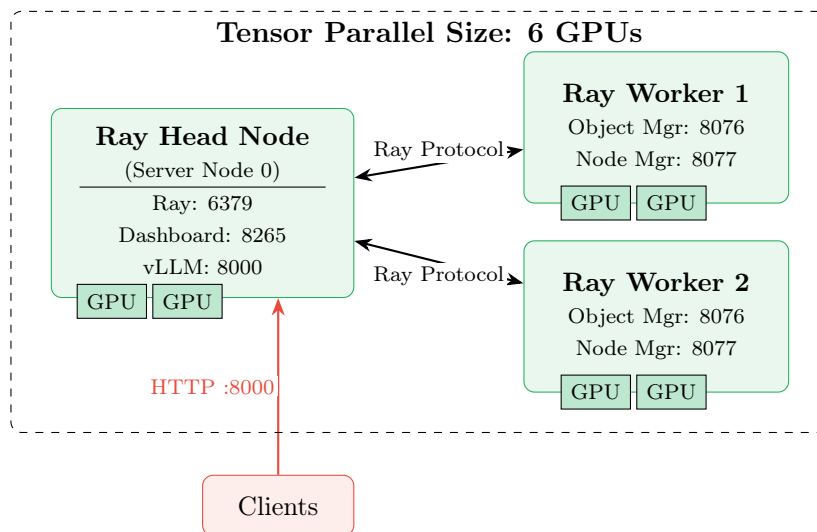 Tensor Parallel Size: 6 GPUs
Ray Head Node
(Server Node 0)
Ray: 6379
Dashboard: 8265
vLLM: 8000
GPU GPU
Ray Protocol
Ray Protocol
Ray Worker 1
Object Mgr: 8076
Node Mgr: 8077
GPU GPU
Ray Worker 2
Object Mgr: 8076
Node Mgr: 8077
GPU GPU
HTTP :8000
Clients